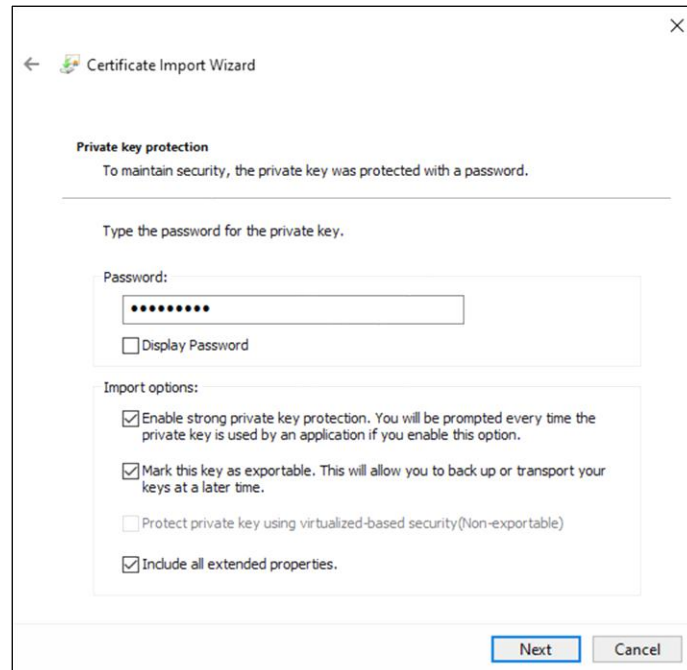 Certificate Import Wizard
Private key protection
To maintain security, the private key was protected with a password.
Type the password for the private key.
Password:
•••••••••
Display Password
Import options:
Enable strong private key protection. You will be prompted every time the
private key is used by an application if you enable this option.
Mark this key as exportable. This will allow you to back up or transport your
keys at a later time.
Protect private key using virtualized-based security(Non-exportable)
Include all extended properties.
Next Cancel